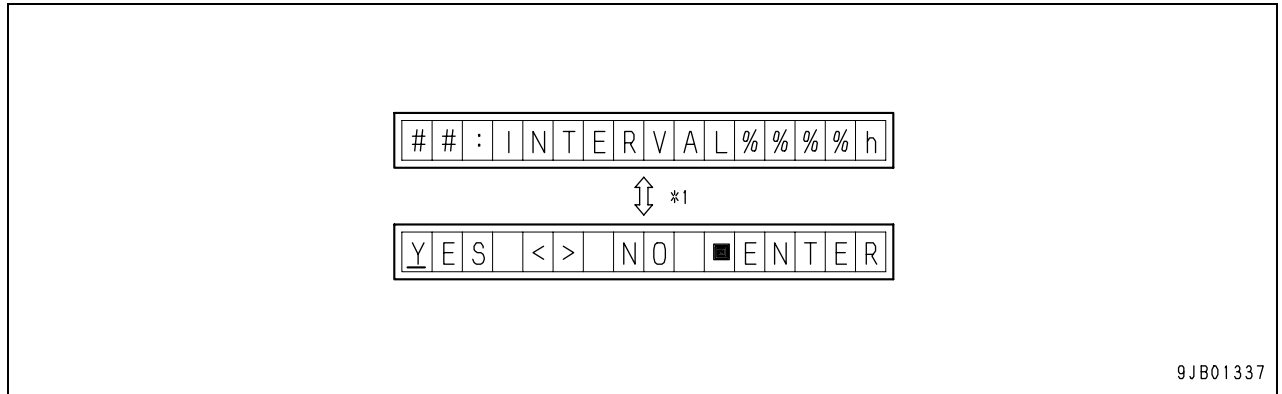 ##:INTERVAL%%%%h
*1
YES <> NO ■ENTER
9JB01337